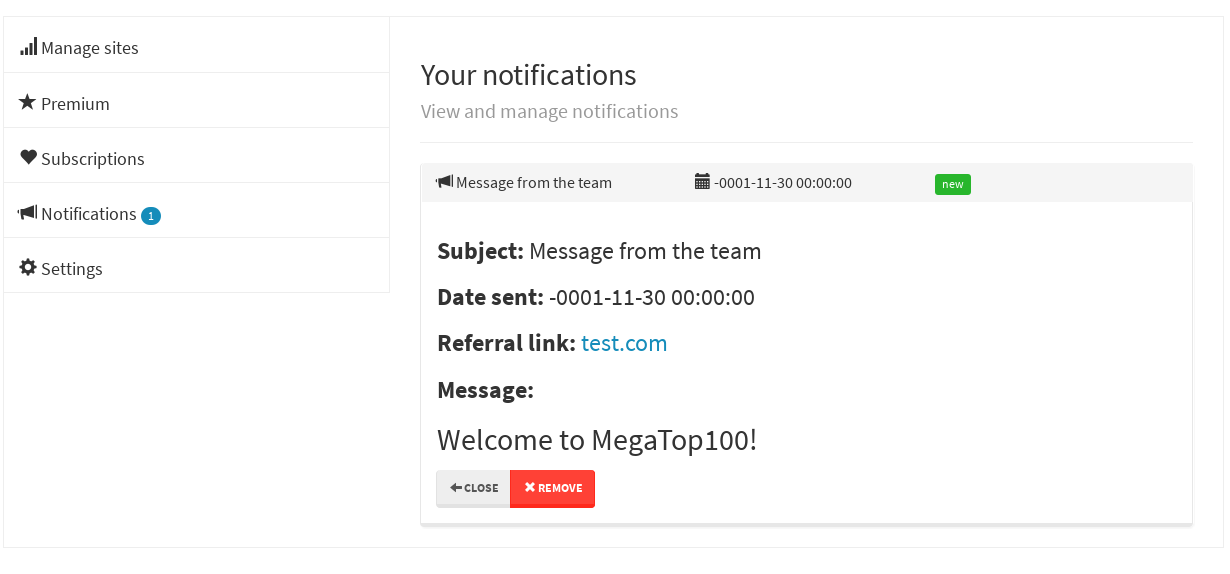 Manage sites
Premium
Subscriptions
Notifications 1
Settings
Your notifications
View and manage notifications
Message from the team -0001-11-30 00:00:00 new
Subject: Message from the team
Date sent: -0001-11-30 00:00:00
Referral link: test.com
Message:
Welcome to MegaTop100!
CLOSE REMOVE